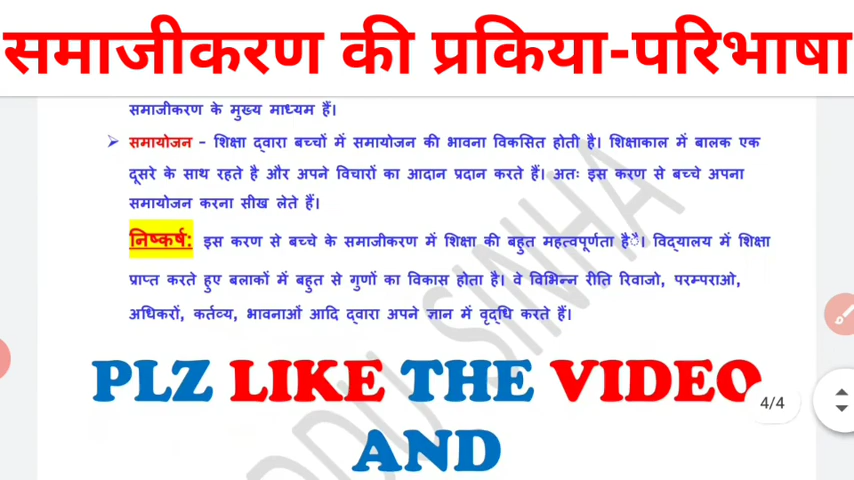 समाजीकरण की प्रकिया-परिभाषा
समाजीकरण के मुख्य माध्यम हैं।
➢ समायोजन – शिक्षा द्वारा बच्चों में समायोजन की भावना विकसित होती है। शिक्षाकाल में बालक एक
दूसरे के साथ रहते है और अपने विचारों का आदान प्रदान करते हैं। अतः इस करण से बच्चे अपना
समायोजन करना सीख लेते हैं।
निष्कर्ष: इस करण से बच्चे के समाजीकरण में शिक्षा की बहुत महत्वपूर्णता हैै। विद्यालय में शिक्षा
प्राप्त करते हुए बलाकों में बहुत से गुणों का विकास होता है। वे विभिन्न रीति रिवाजो, परम्पराओ,
अधिकरों, कर्तव्य, भावनाओं आदि द्वारा अपने ज्ञान में वृद्धि करते हैं।
PLZ LIKE THE VIDEO
4/4
AND
DDU SINHA